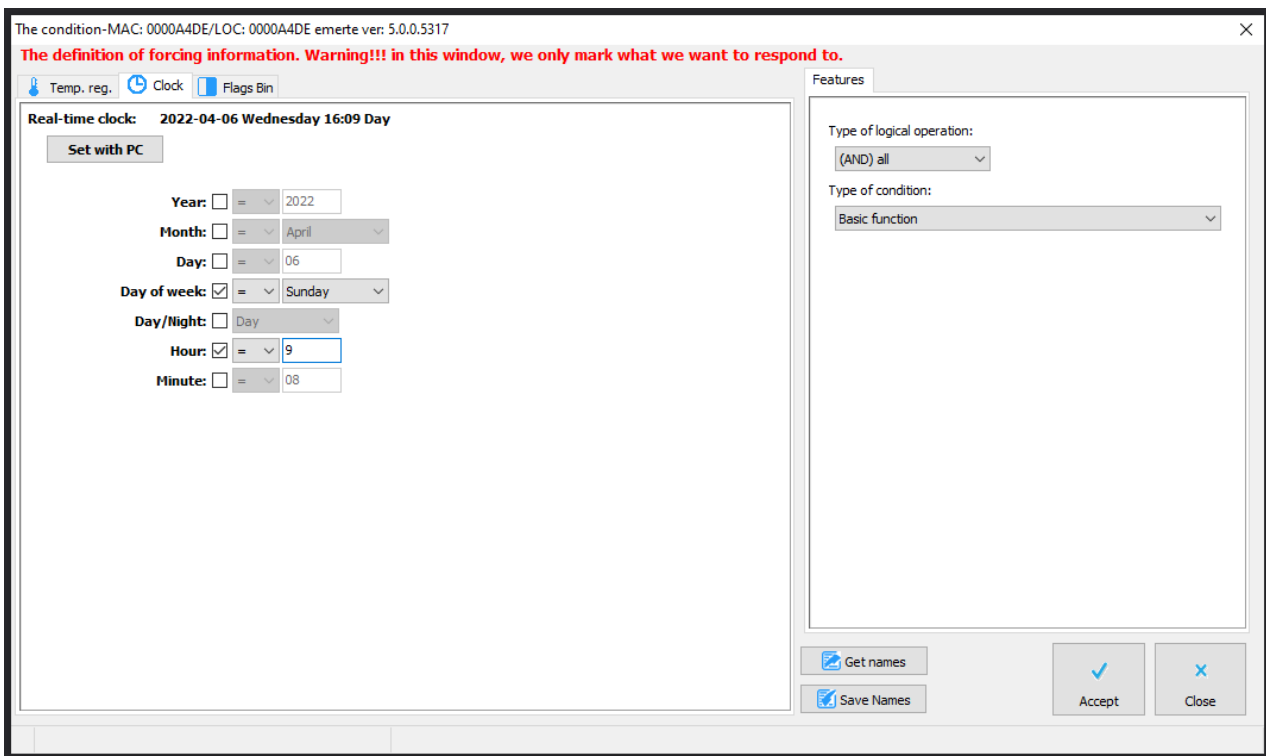 The condition-MAC: 0000A4DE/LOC: 0000A4DE emerte ver: 5.0.0.5317
The definition of forcing information. Warning!!! in this window, we only mark what we want to respond to.
Temp. reg. Clock Flags Bin
Real-time clock: 2022-04-06 Wednesday 16:09 Day
Set with PC
Year: = 2022
Month: = April
Day: = 06
Day of week: = Sunday
Day/Night: Day
Hour: = 9
Minute: = 08
Features
Type of logical operation:
(AND) all
Type of condition:
Basic function
Get names
Save Names
Accept
Close